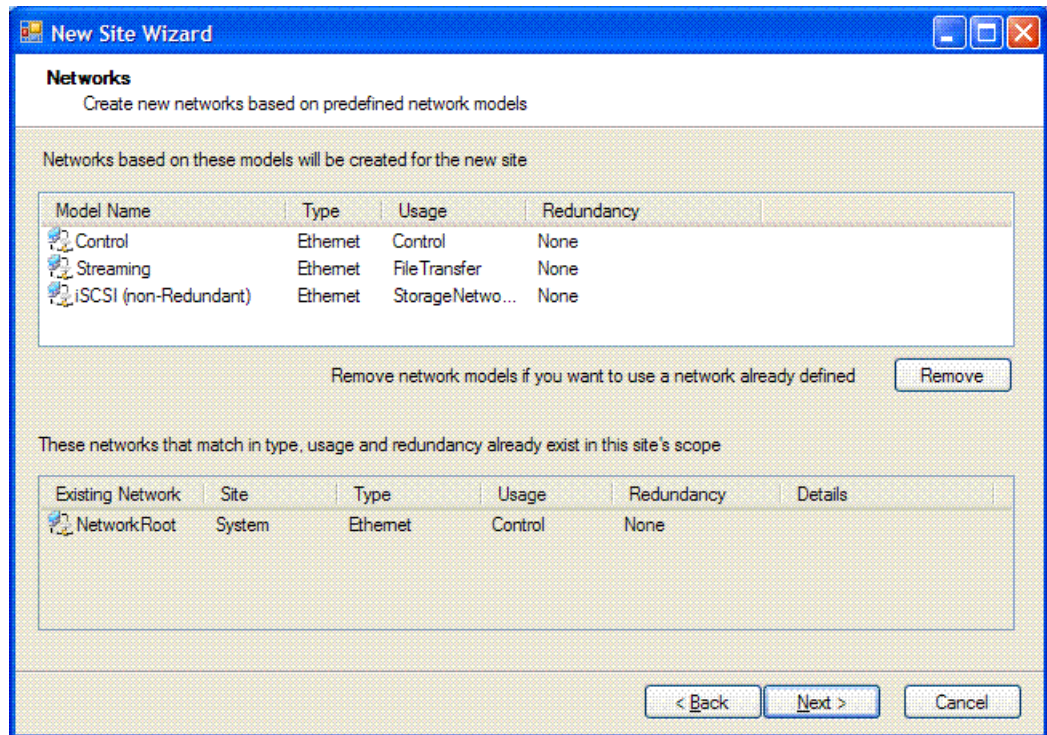 New Site Wizard
Networks
Create new networks based on predefined network models
Networks based on these models will be created for the new site
Model Name Type Usage Redundancy
Control Ethernet Control None
Streaming Ethernet FileTransfer None
iSCSI (non-Redundant) Ethernet StorageNetwo... None
Remove network models if you want to use a network already defined Remove
These networks that match in type, usage and redundancy already exist in this site's scope
Existing Network Site Type Usage Redundancy Details
NetworkRoot System Ethernet Control None
< Back Next > Cancel